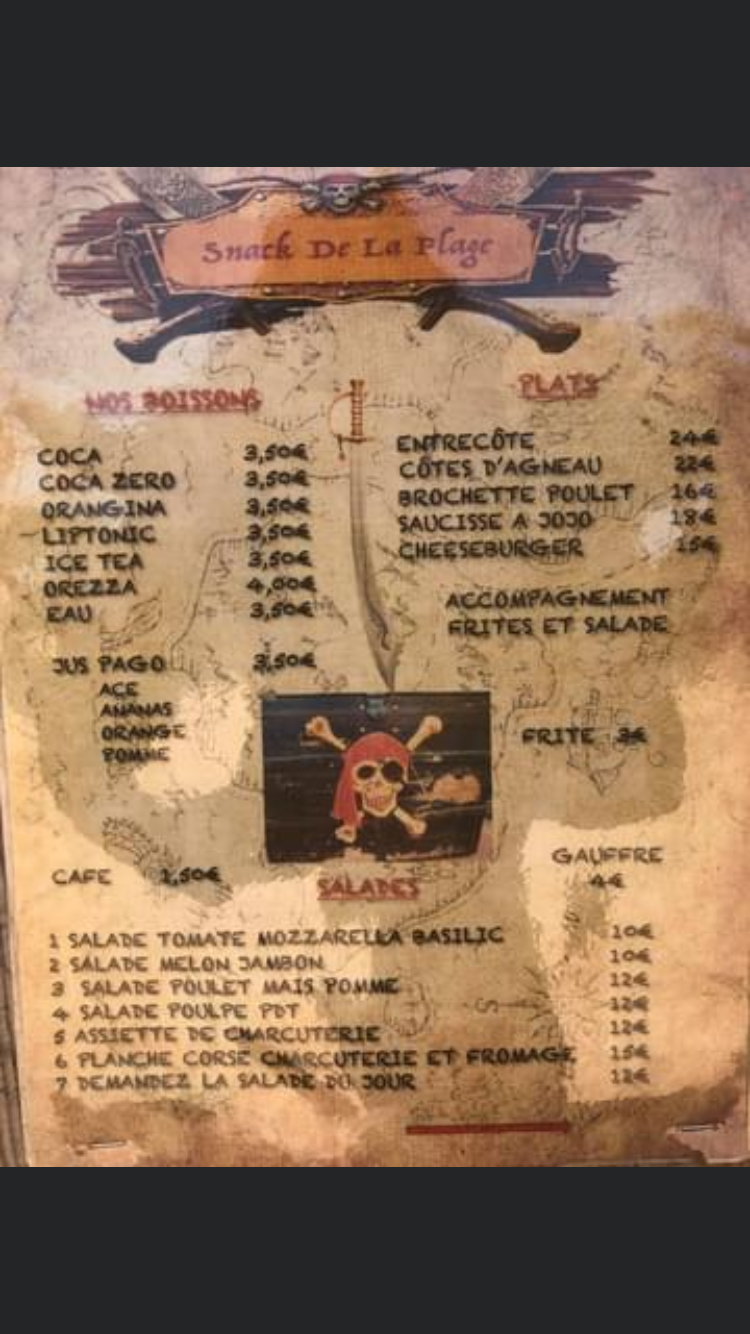 Snack De La Plage
NOS BOISSONS
COCA 3,50€
COCA ZERO 3,50€
ORANGINA 3,50€
LIPTONIC 3,50€
ICE TEA 3,50€
OREZZA 4,00€
EAU 3,50€
JUS PAGO 3,50€
ACE
ANANAS
ORANGE
POMME
CAFE 1,50€
PLATS
ENTRECÔTE 24€
CÔTES D'AGNEAU 22€
BROCHETTE POULET 16€
SAUCISSE A JOJO 18€
CHEESEBURGER 15€
ACCOMPAGNEMENT
FRITES ET SALADE
FRITE 3€
GAUFFRE
4€
SALADES
1 SALADE TOMATE MOZZARELLA BASILIC 10€
2 SALADE MELON JAMBON 10€
3 SALADE POULET MAIS POMME 12€
4 SALADE POULPE PDT 12€
5 ASSIETTE DE CHARCUTERIE 12€
6 PLANCHE CORSE CHARCUTERIE ET FROMAGE 15€
7 DEMANDEZ LA SALADE DU JOUR 12€